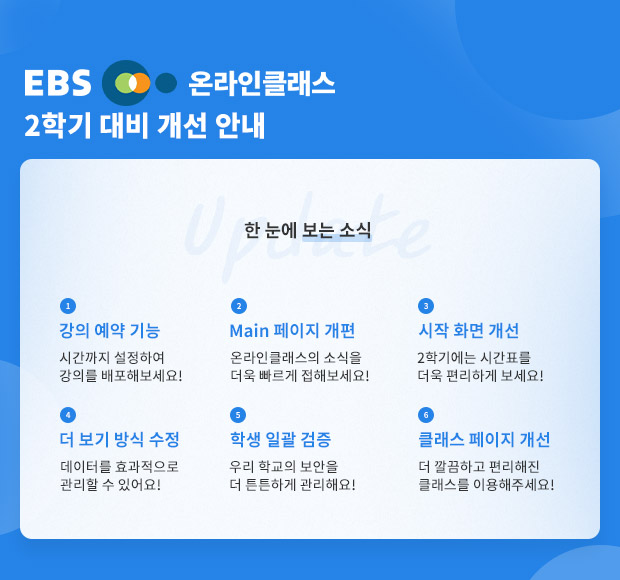 EBS 온라인클래스
2학기 대비 개선 안내
Update
한 눈에 보는 소식
1
강의 예약 기능
시간까지 설정하여
강의를 배포해보세요!
2
Main 페이지 개편
온라인클래스의 소식을
더욱 빠르게 접해보세요!
3
시작 화면 개선
2학기에는 시간표를
더욱 편리하게 보세요!
4
더 보기 방식 수정
데이터를 효과적으로
관리할 수 있어요!
5
학생 일괄 검증
우리 학교의 보안을
더 튼튼하게 관리해요!
6
클래스 페이지 개선
더 깔끔하고 편리해진
클래스를 이용해주세요!